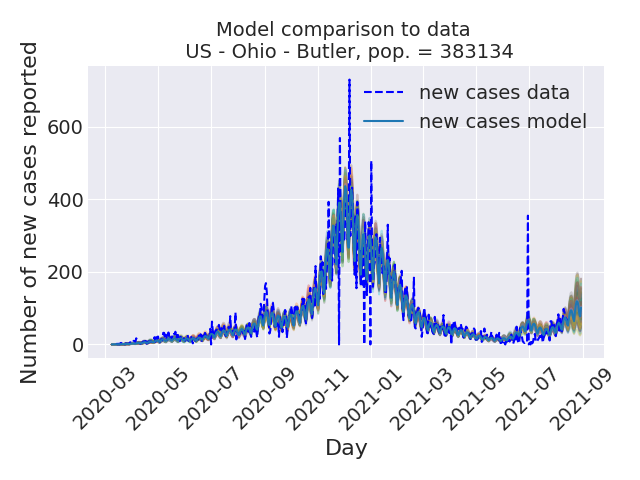 Model comparison to data
US - Ohio - Butler, pop. = 383134
new cases data
new cases model
Number of new cases reported
600
400
200
0
2020-03
2020-05
2020-07
2020-09
2020-11
2021-01
2021-03
2021-05
2021-07
2021-09
Day